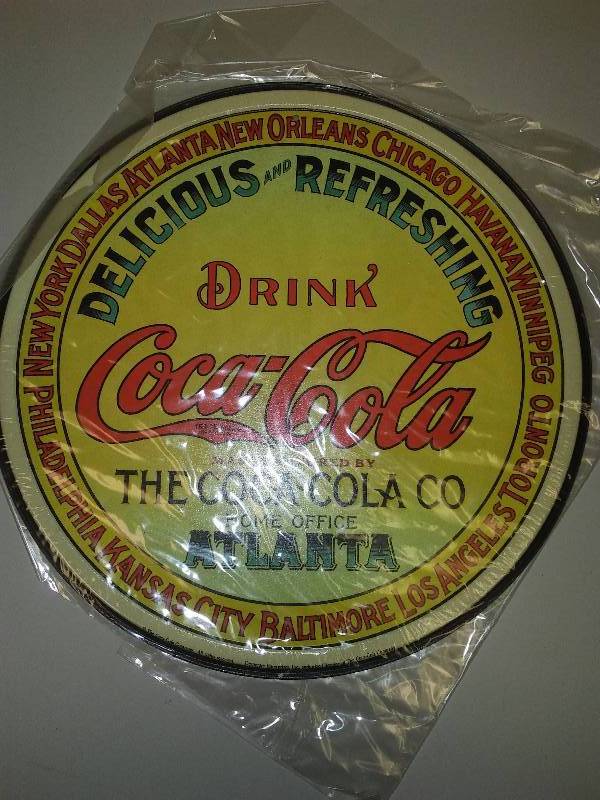 DELICIOUS AND REFRESHING
DRINK
Coca-Cola
BY
THE COCA COLA CO
HOME OFFICE
ATLANTA
PHILADELPHIA NEW YORK DALLAS ATLANTA NEW ORLEANS CHICAGO HAVANA WINNIPEG TORONTO LOS ANGELES BALTIMORE KANSAS CITY